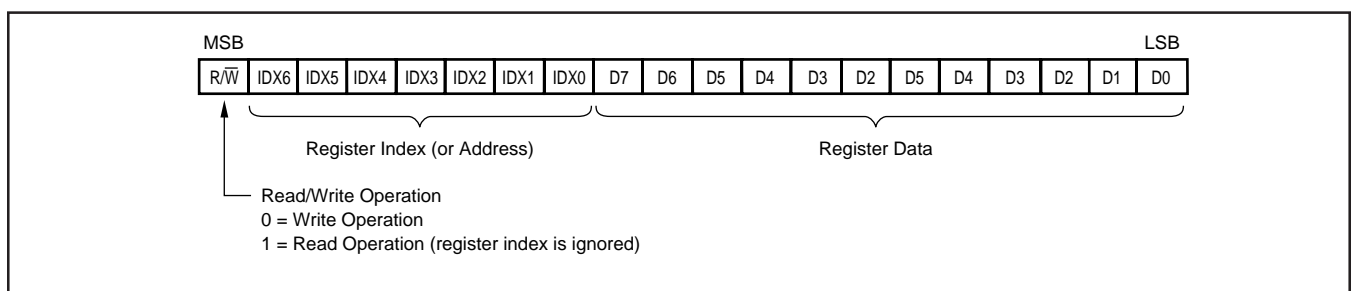 MSB LSB
R/W̅ IDX6 IDX5 IDX4 IDX3 IDX2 IDX1 IDX0 D7 D6 D5 D4 D3 D2 D5 D4 D3 D2 D1 D0
Register Index (or Address) Register Data
Read/Write Operation
0 = Write Operation
1 = Read Operation (register index is ignored)